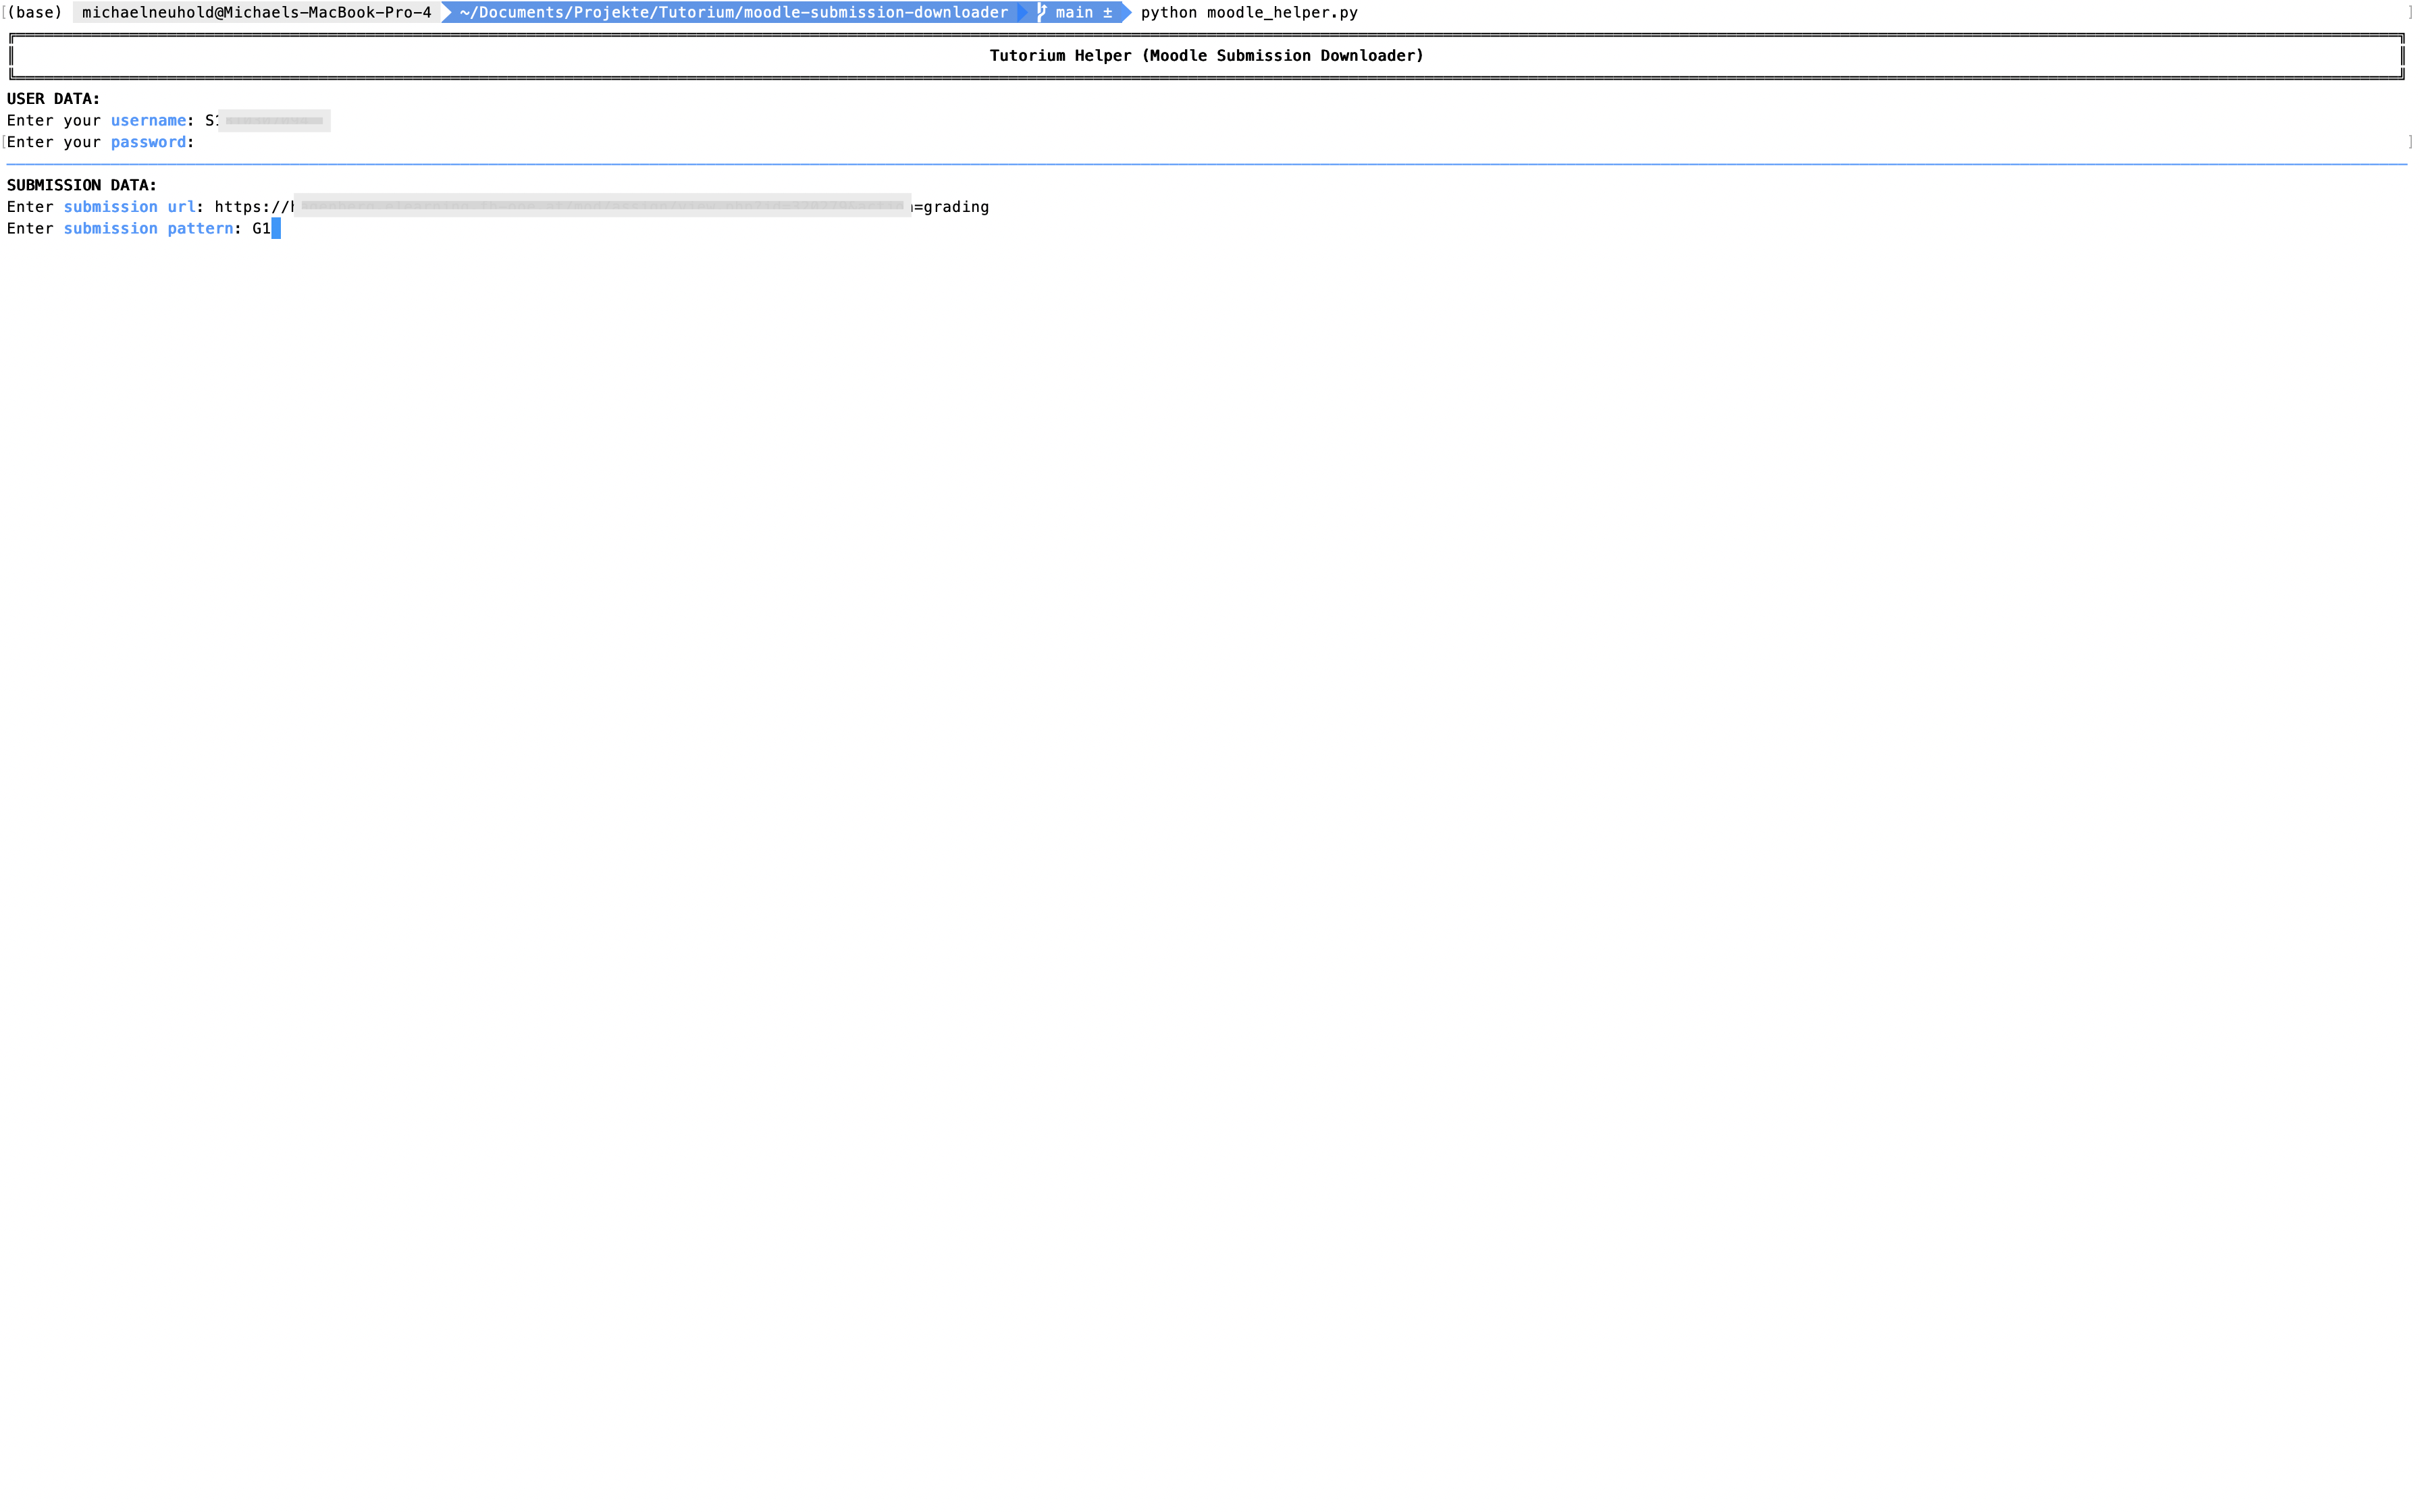 (base) michaelneuhold@Michaels-MacBook-Pro-4 ~/Documents/Projekte/Tutorium/moodle-submission-downloader main ± python moodle_helper.py
Tutorium Helper (Moodle Submission Downloader)
USER DATA:
Enter your username: S1
Enter your password:
SUBMISSION DATA:
Enter submission url: https:// =grading
Enter submission pattern: G1